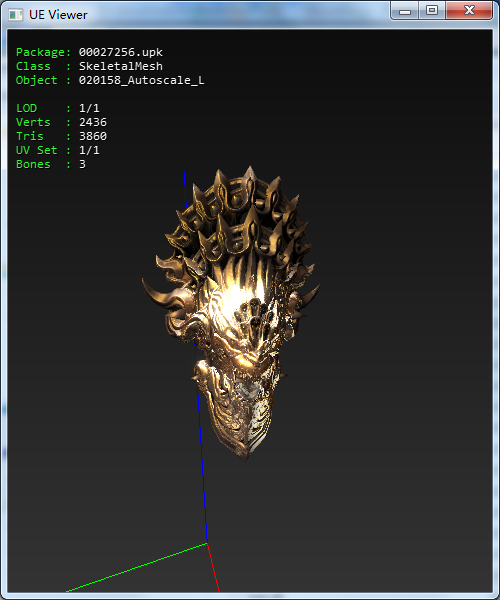 UE Viewer
Package: 00027256.upk
Class : SkeletalMesh
Object : 020158_Autoscale_L
LOD : 1/1
Verts : 2436
Tris : 3860
UV Set : 1/1
Bones : 3